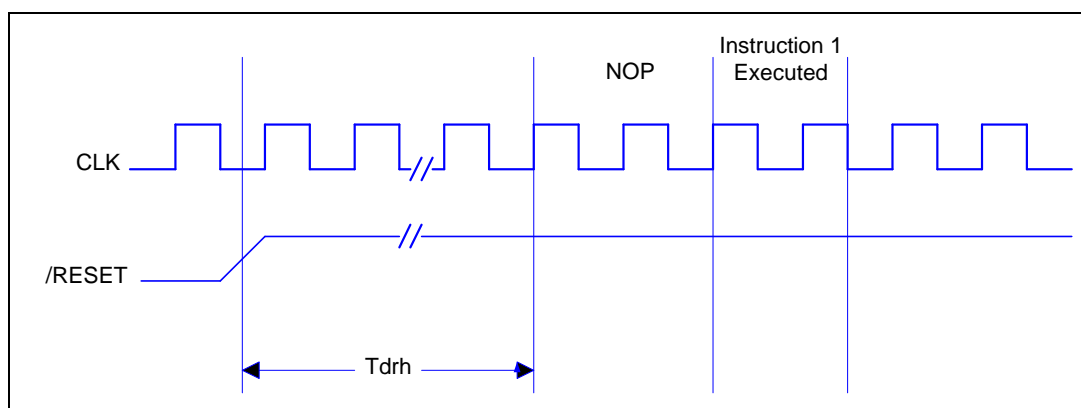 Instruction 1
Executed
NOP
CLK
/RESET
Tdrh